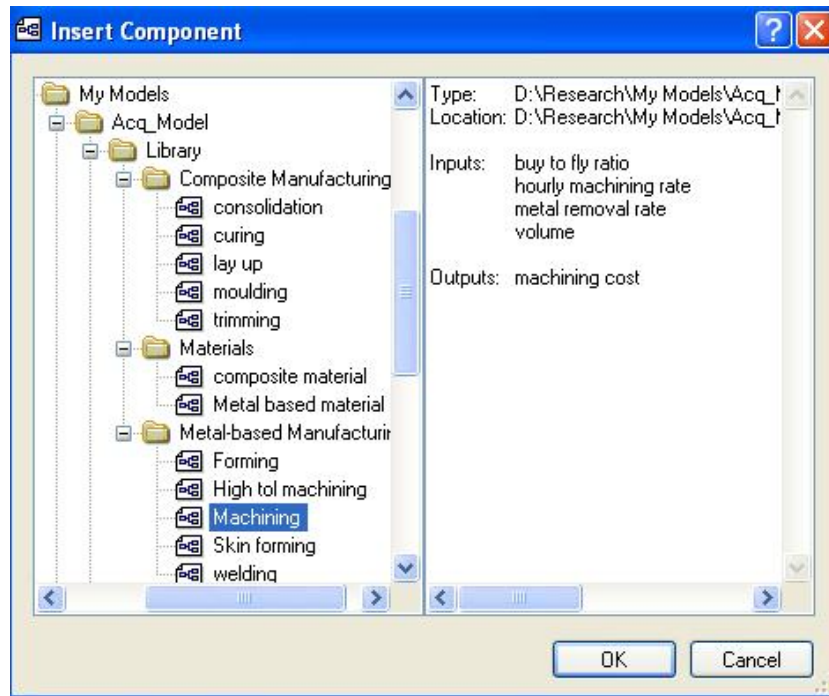 Insert Component
My Models
Acq_Model
Library
Composite Manufacturing
consolidation
curing
lay up
moulding
trimming
Materials
composite material
Metal based material
Metal-based Manufacturin
Forming
High tol machining
Machining
Skin forming
welding
Type: D:\Research\My Models\Acq_M
Location: D:\Research\My Models\Acq_M
Inputs: buy to fly ratio
hourly machining rate
metal removal rate
volume
Outputs: machining cost
OK Cancel